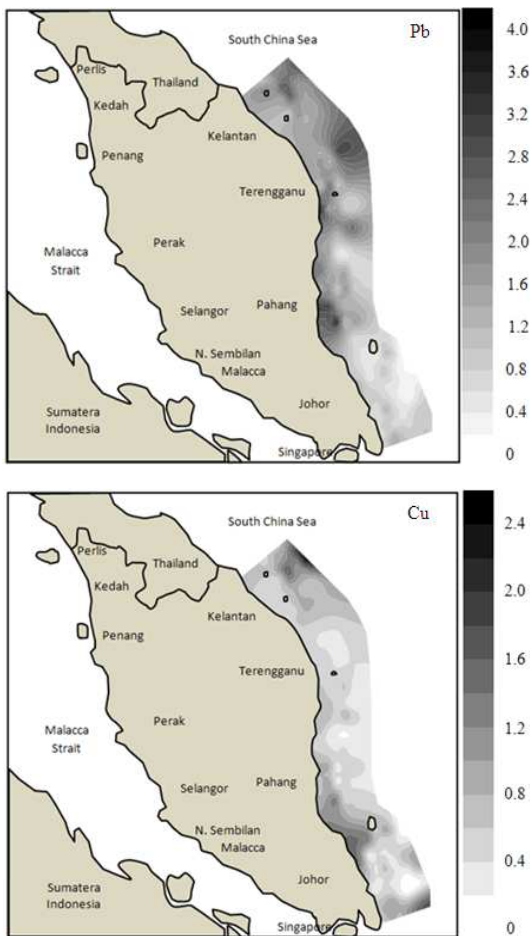 South China Sea
Pb
Perlis
Thailand
Kedah
Kelantan
Penang
Terengganu
Perak
Malacca
Strait
Selangor
Pahang
N. Sembilan
Malacca
Johor
Sumatera
Indonesia
Singapore
4.0
3.6
3.2
2.8
2.4
2.0
1.6
1.2
0.8
0.4
0
South China Sea
Cu
Perlis
Thailand
Kedah
Kelantan
Penang
Terengganu
Perak
Malacca
Strait
Selangor
Pahang
N. Sembilan
Malacca
Johor
Sumatera
Indonesia
Singapore
2.4
2.0
1.6
1.2
0.8
0.4
0